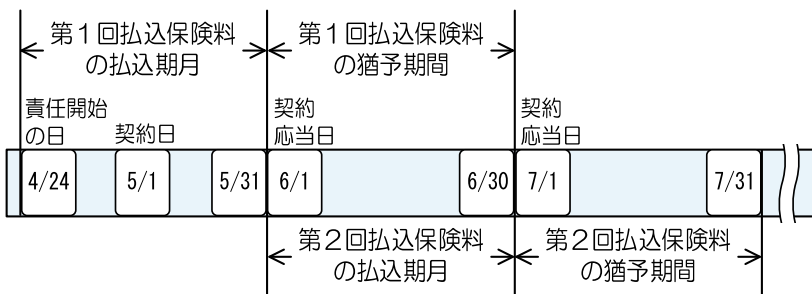 第1回払込保険料
の払込期月
第1回払込保険料
の猶予期間
責任開始
の日
契約日
契約
応当日
契約
応当日
4/24
5/1
5/31
6/1
6/30
7/1
7/31
第2回払込保険料
の払込期月
第2回払込保険料
の猶予期間